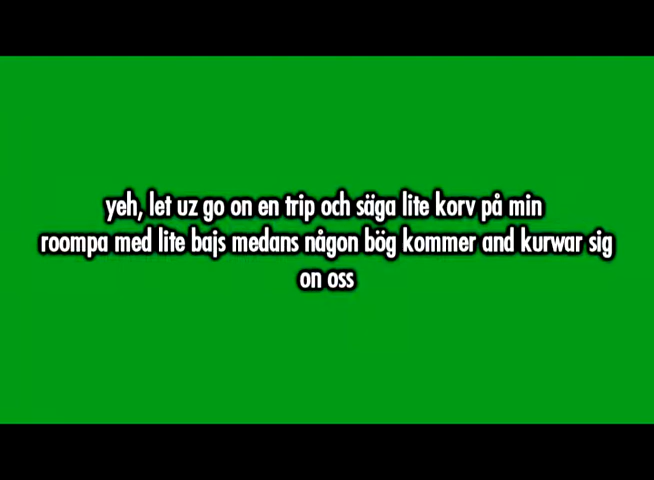 yeh, let uz go on en trip och säga lite korv på min
roompa med lite bajs medans någon bög kommer and kurwar sig
on oss